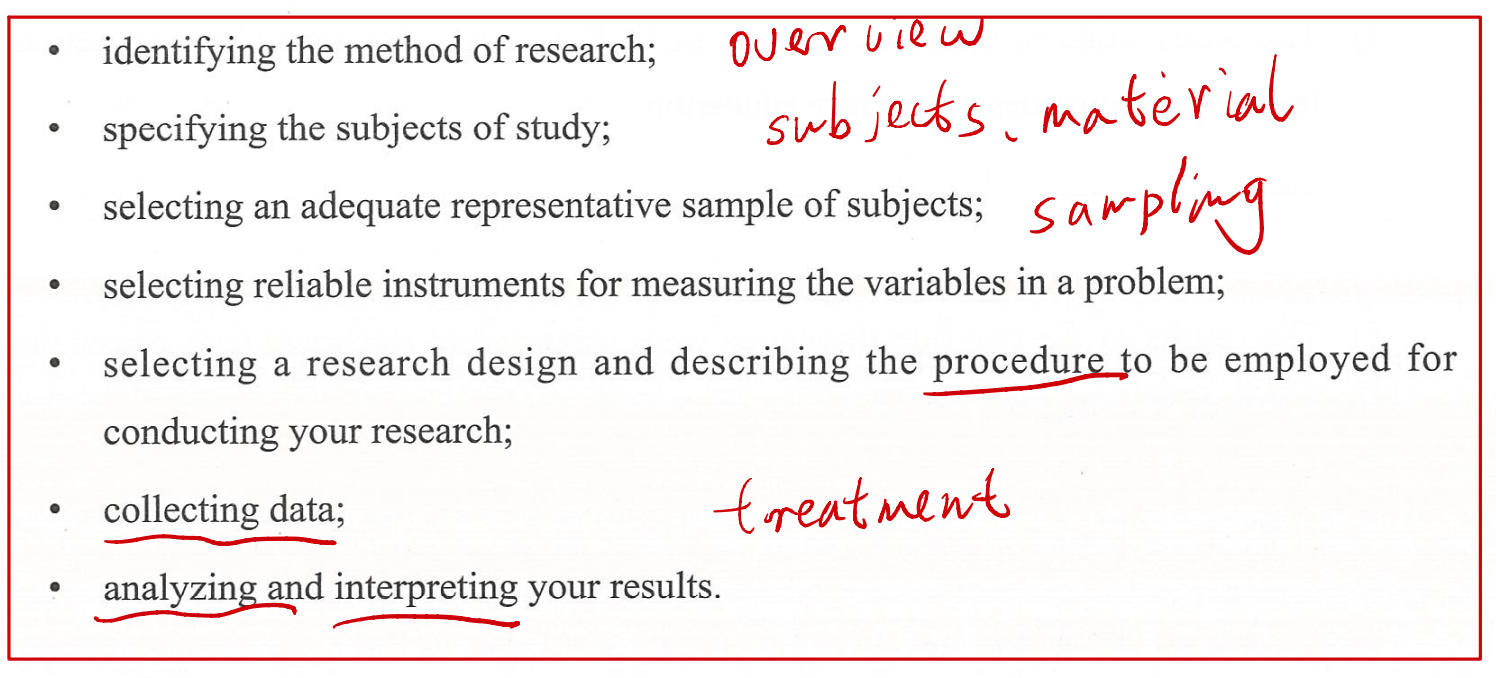 • identifying the method of research; overview
• specifying the subjects of study; subjects、material
• selecting an adequate representative sample of subjects; sampling
• selecting reliable instruments for measuring the variables in a problem;
• selecting a research design and describing the procedure to be employed for
conducting your research;
• collecting data; treatment
• analyzing and interpreting your results.